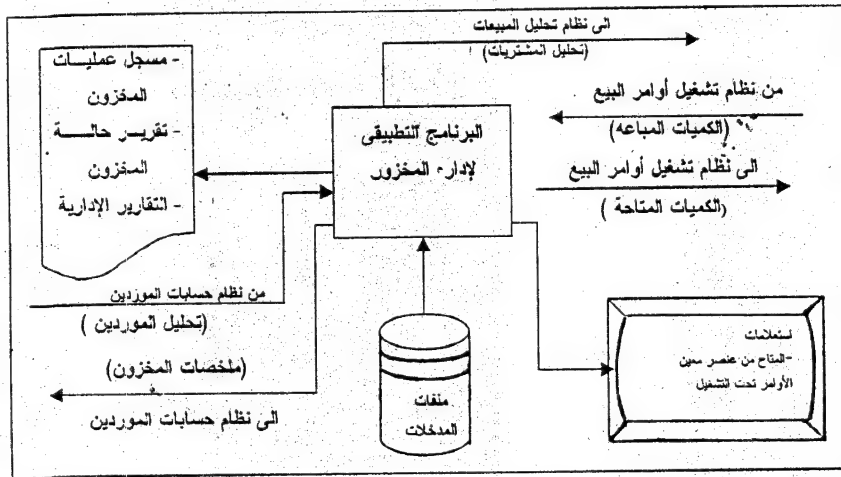 الى نظام تحليل المبيعات
(تحليل المشتريات)
- مسجل عمليات
المخزون
- تقرير حالة
المخزون
- التقارير الإدارية
البرنامج التطبيقى
لإدارة المخزون
من نظام تشغيل أوامر البيع
(الكميات المباعه)
الى نظام تشغيل أوامر البيع
(الكميات المتاحة )
من نظام حسابات الموردين
(تحليل الموردين )
(ملخصات المخزون)
الى نظام حسابات الموردين
ملفات
المدخلات
استعلامات
-المتاح من عنصر معين
الأوامر تحت التشغيل